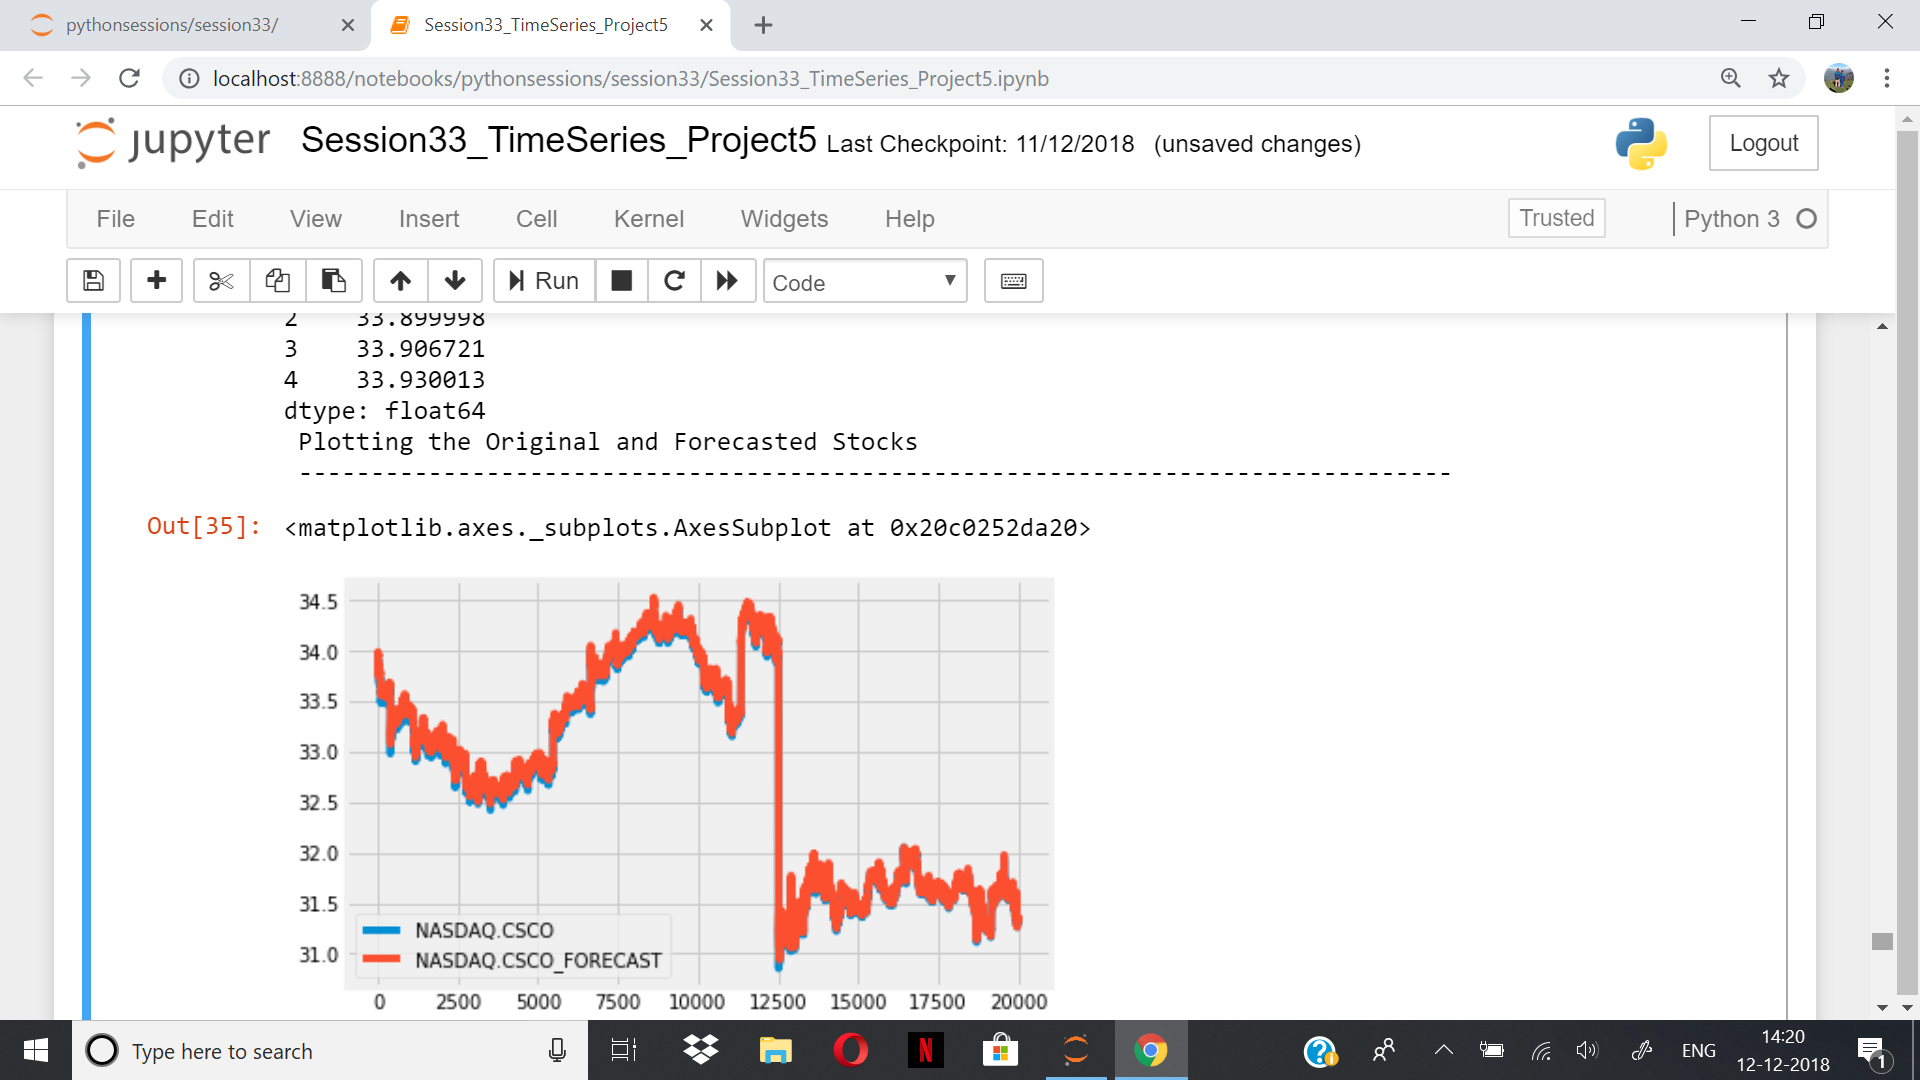 pythonsessions/session33/
Session33_TimeSeries_Project5
localhost:8888/notebooks/pythonsessions/session33/Session33_TimeSeries_Project5.ipynb
jupyter Session33_TimeSeries_Project5 Last Checkpoint: 11/12/2018 (unsaved changes)
Logout
File Edit View Insert Cell Kernel Widgets Help
Trusted
Python 3
Run
Code
2 33.899998
3 33.906721
4 33.930013
dtype: float64
Plotting the Original and Forecasted Stocks
--------------------------------------------------------------------------------
Out[35]: <matplotlib.axes._subplots.AxesSubplot at 0x20c0252da20>
34.5
34.0
33.5
33.0
32.5
32.0
31.5
31.0
NASDAQ.CSCO
NASDAQ.CSCO_FORECAST
0 2500 5000 7500 10000 12500 15000 17500 20000
Type here to search
N
ENG
14:20
12-12-2018
1